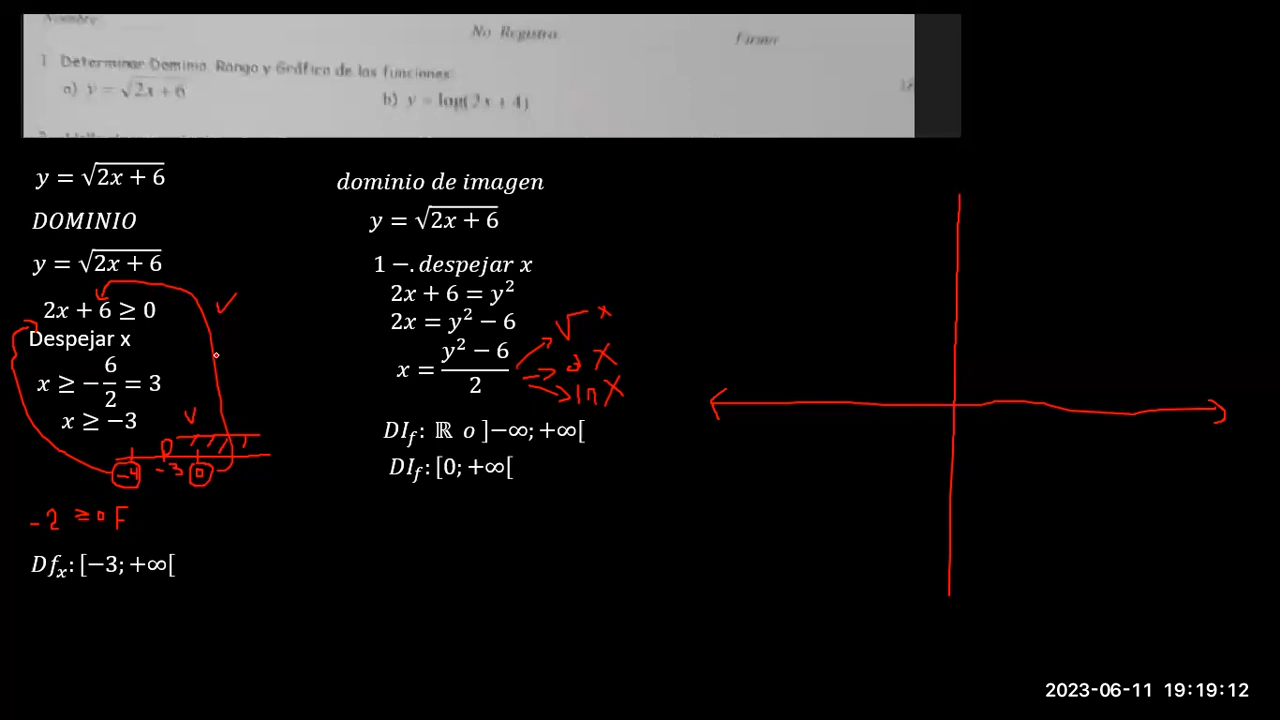 Nombre
No Registro
Firma
1 Determinar Dominio, Rango y Gráfica de las funciones
a) y = √2x + 6
b) y = log(2x + 4)
y = √2x + 6
DOMINIO
y = √2x + 6
2x + 6 ≥ 0
Despejar x
x ≥ −6/2 = 3
x ≥ −3
V
-4 -3 0
-2 ≥ 0 F
Df_x: [−3; +∞[
dominio de imagen
y = √2x + 6
1 −. despejar x
2x + 6 = y²
2x = y² − 6
x = (y² − 6)/2
√ x
X
ln X
DI_f: ℝ o ]−∞; +∞[
DI_f: [0; +∞[
2023-06-11 19:19:12